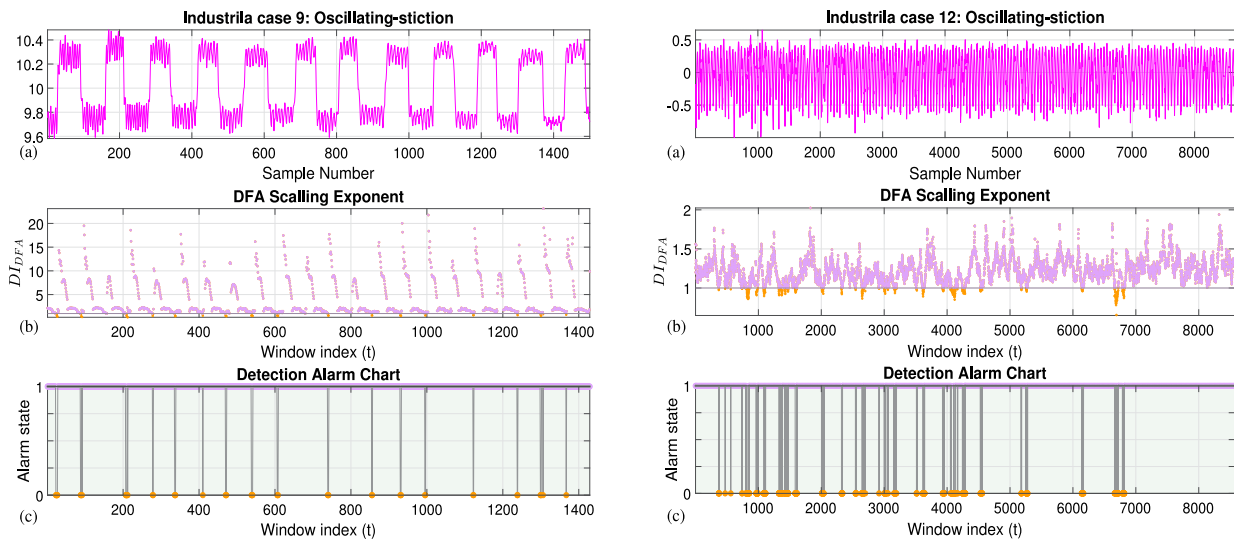 Industrila case 9: Oscillating-stiction
10.4
10.2
10
9.8
9.6
200 400 600 800 1000 1200 1400
(a)
Sample Number
DFA Scalling Exponent
20
15
10
5
DI_DFA
200 400 600 800 1000 1200 1400
(b)
Window index (t)
Detection Alarm Chart
1
0
Alarm state
200 400 600 800 1000 1200 1400
(c)
Window index (t)
Industrila case 12: Oscillating-stiction
0.5
0
-0.5
1000 2000 3000 4000 5000 6000 7000 8000
(a)
Sample Number
DFA Scalling Exponent
2
1.5
1
DI_DFA
1000 2000 3000 4000 5000 6000 7000 8000
(b)
Window index (t)
Detection Alarm Chart
1
0
Alarm state
1000 2000 3000 4000 5000 6000 7000 8000
(c)
Window index (t)